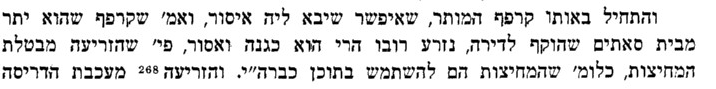 והתחיל באותו קרפף המותר, שאיפשר שיבא ליה איסור, ואמ' שקרפף שהוא יתר
מבית סאתים שהוקף לדירה, נזרע רובו הרי הוא כגנה ואסור, פי' שהזריעה מבטלת
המחיצות, כלומ' שהמחיצות הם להשתמש בתוכן כברה"י. והזריעה 268 מעכבת הדריסה